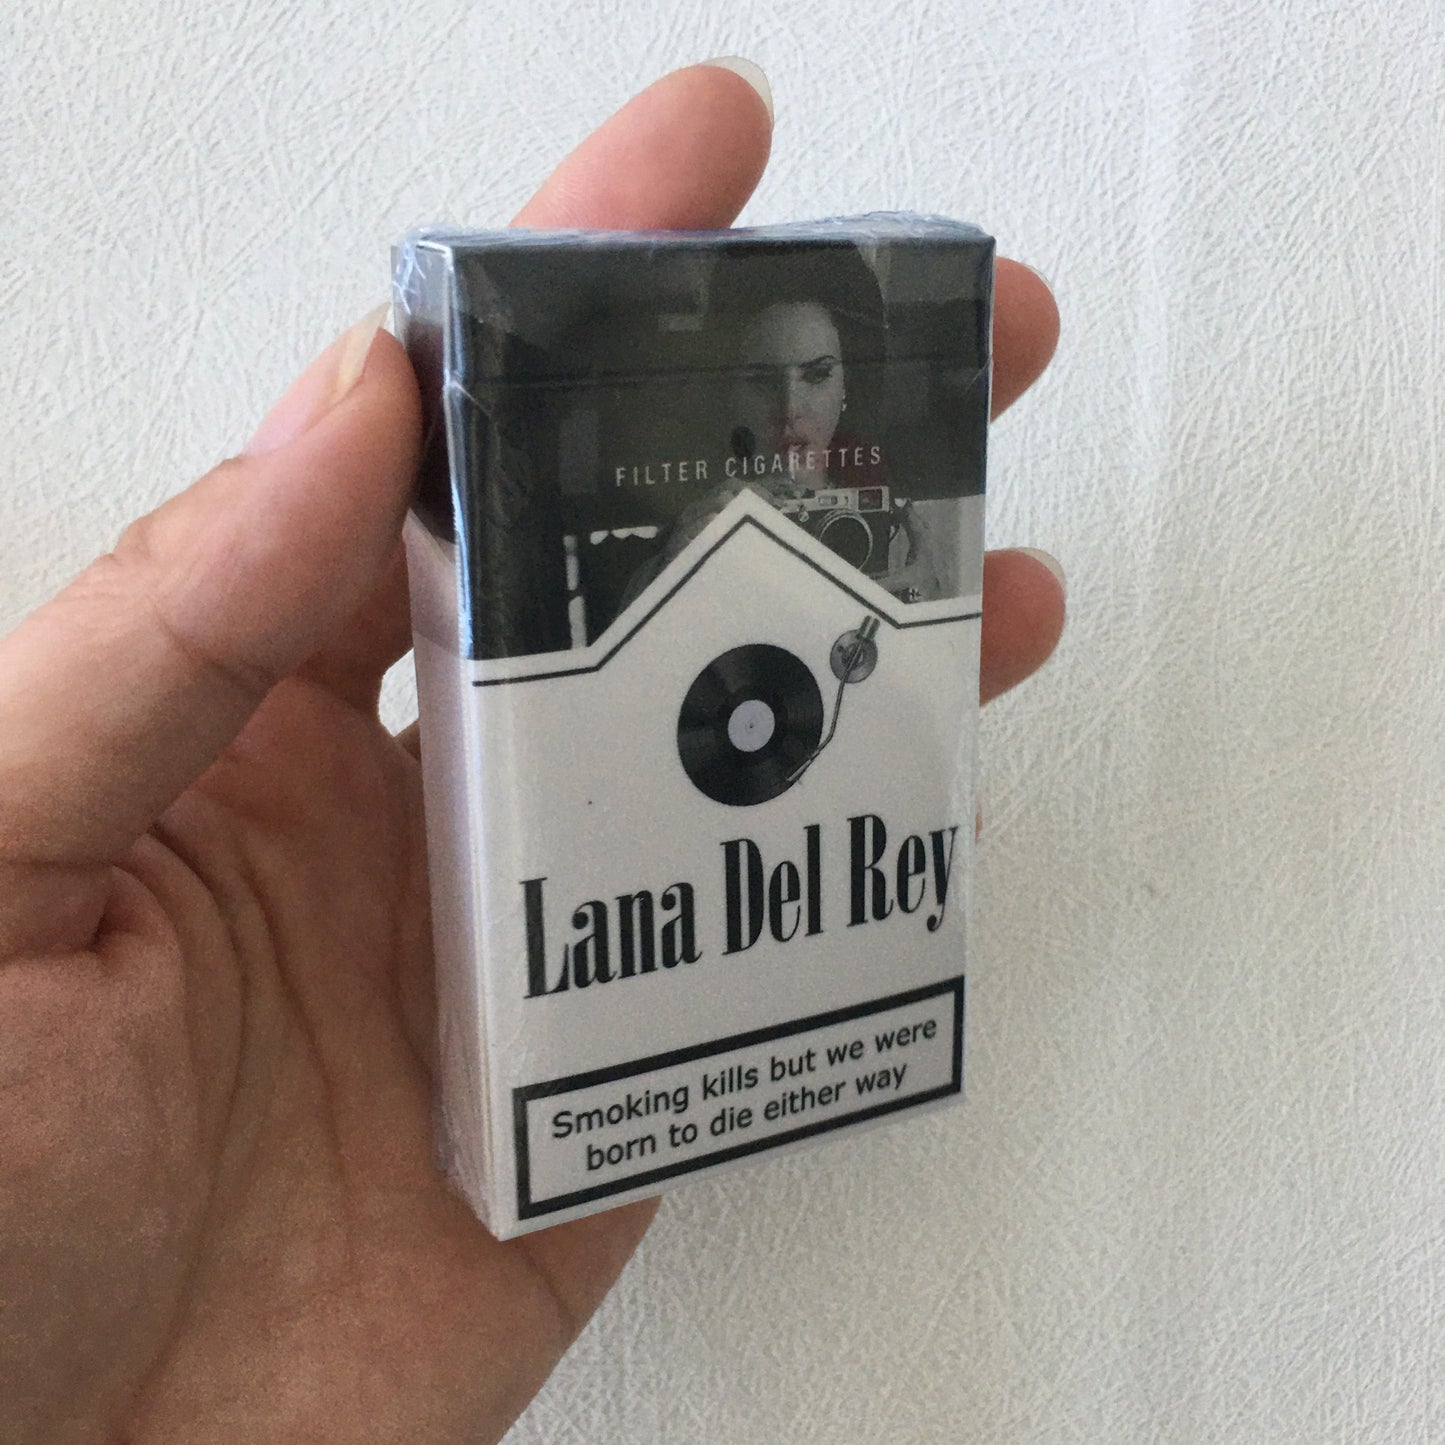 FILTER CIGARETTES
Lana Del Rey
Smoking kills but we were
born to die either way